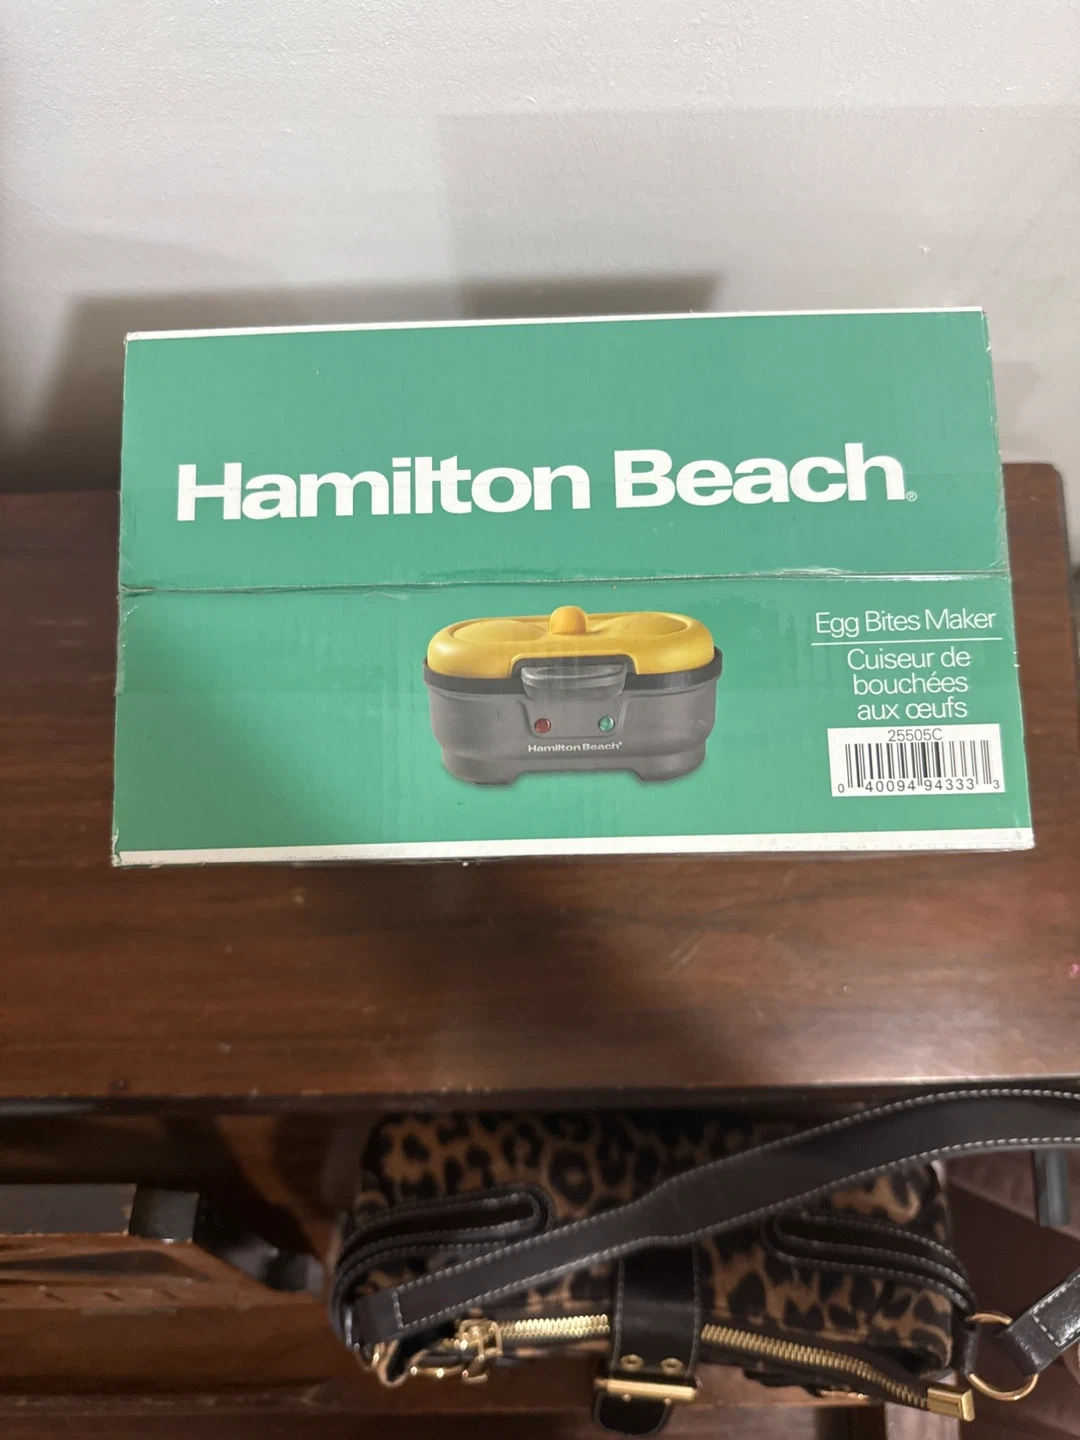 Hamilton Beach®
Egg Bites Maker
Cuiseur de
bouchées
aux œufs
Hamilton Beach®
25505C
0 40094 94333 3